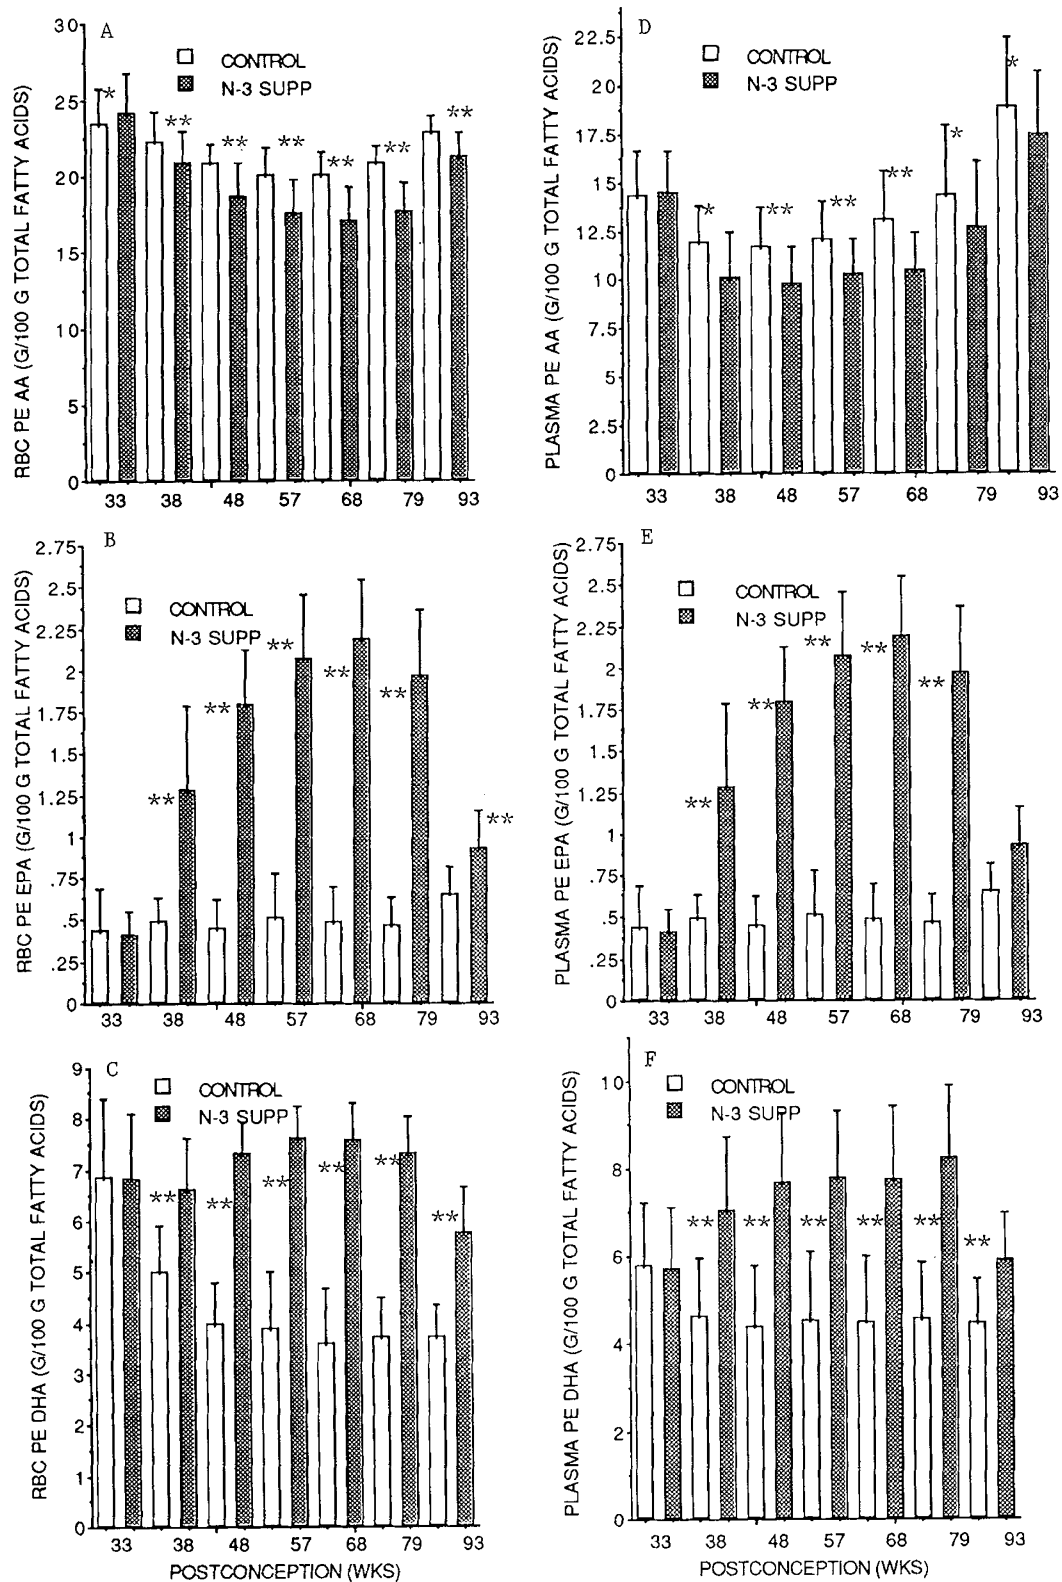 A
RBC PE AA (G/100 G TOTAL FATTY ACIDS)
30
25
20
15
10
5
0
CONTROL
N-3 SUPP
*
**
**
**
**
**
**
33 38 48 57 68 79 93
D
PLASMA PE AA (G/100 G TOTAL FATTY ACIDS)
22.5
20
17.5
15
12.5
10
7.5
5
2.5
0
CONTROL
N-3 SUPP
*
**
**
**
*
*
33 38 48 57 68 79 93
B
RBC PE EPA (G/100 G TOTAL FATTY ACIDS)
2.75
2.5
2.25
2
1.75
1.5
1.25
1
.75
.5
.25
0
CONTROL
N-3 SUPP
**
**
**
**
**
**
33 38 48 57 68 79 93
E
PLASMA PE EPA (G/100 G TOTAL FATTY ACIDS)
2.75
2.5
2.25
2
1.75
1.5
1.25
1
.75
.5
.25
0
CONTROL
N-3 SUPP
**
**
**
**
**
33 38 48 57 68 79 93
C
RBC PE DHA (G/100 G TOTAL FATTY ACIDS)
9
8
7
6
5
4
3
2
1
0
CONTROL
N-3 SUPP
**
**
**
**
**
**
33 38 48 57 68 79 93
POSTCONCEPTION (WKS)
F
PLASMA PE DHA (G/100 G TOTAL FATTY ACIDS)
10
8
6
4
2
0
CONTROL
N-3 SUPP
**
**
**
**
**
**
33 38 48 57 68 79 93
POSTCONCEPTION (WKS)